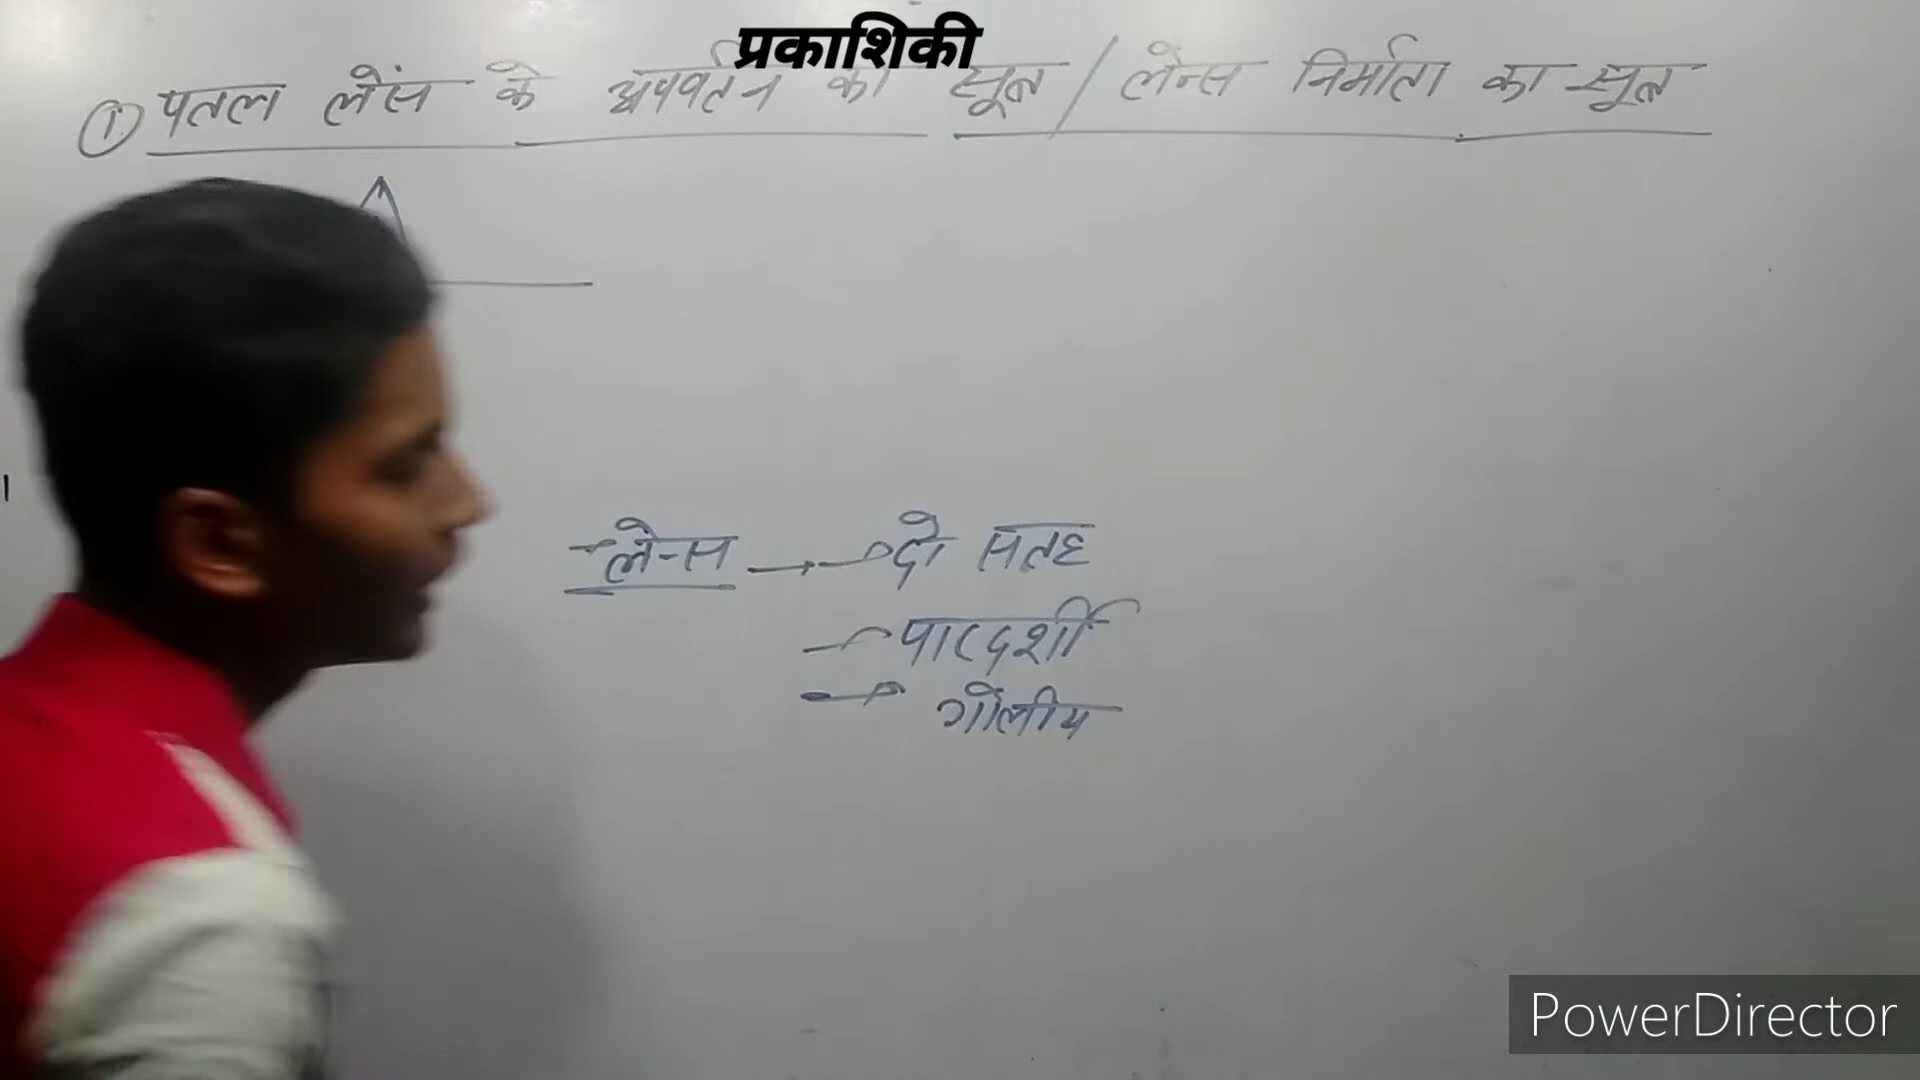 प्रकाशिकी
① पतल लेंस के अपवर्तन का सूत्र / लेन्स निर्माता का सूत्र
लेन्स → दो सतह
पारदर्शी
गोलीय
PowerDirector